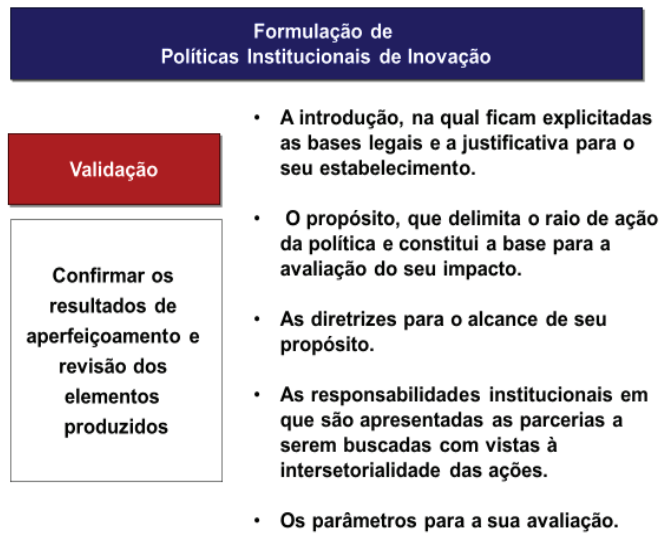 Formulação de
Políticas Institucionais de Inovação
Validação
Confirmar os
resultados de
aperfeiçoamento e
revisão dos
elementos
produzidos
• A introdução, na qual ficam explicitadas
as bases legais e a justificativa para o
seu estabelecimento.
• O propósito, que delimita o raio de ação
da política e constitui a base para a
avaliação do seu impacto.
• As diretrizes para o alcance de seu
propósito.
• As responsabilidades institucionais em
que são apresentadas as parcerias a
serem buscadas com vistas à
intersetorialidade das ações.
• Os parâmetros para a sua avaliação.